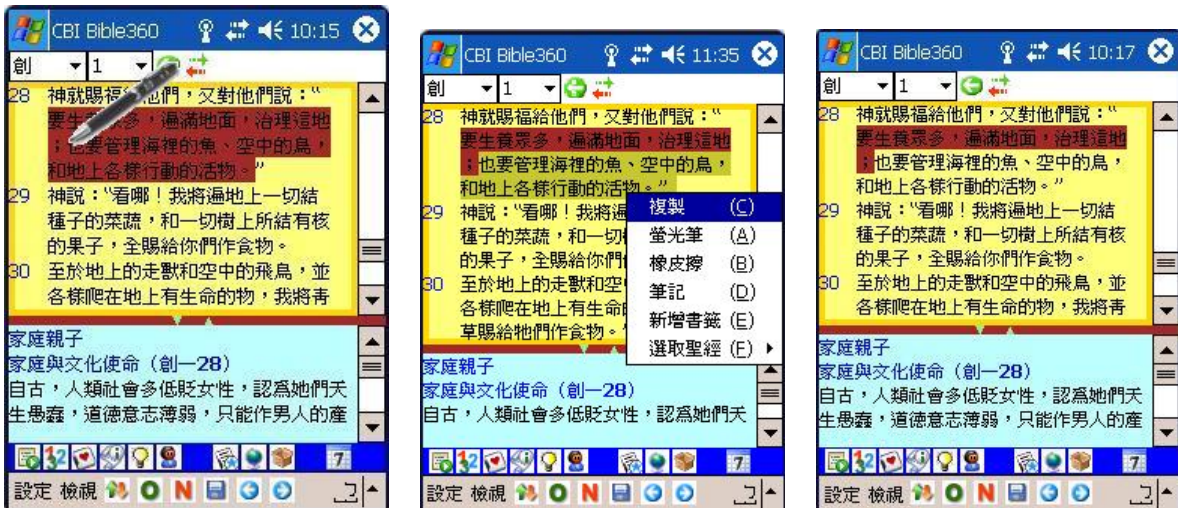 CBI Bible360 10:15
創 1
28 神就賜福給他們，又對他們說："
要生養眾多，遍滿地面，治理這地
；也要管理海裡的魚、空中的鳥，
和地上各樣行動的活物。"
29 神說："看哪！我將遍地上一切結
種子的菜蔬，和一切樹上所結有核
的果子，全賜給你們作食物。
30 至於地上的走獸和空中的飛鳥，並
各樣爬在地上有生命的物，我將青
家庭親子
家庭與文化使命（創一28）
自古，人類社會多低貶女性，認爲她們天
生愚蠢，道德意志薄弱，只能作男人的產
32 7
設定 檢視 O N
CBI Bible360 11:35
創 1
28 神就賜福給他們，又對他們說："
要生養眾多，遍滿地面，治理這地
；也要管理海裡的魚、空中的鳥，
和地上各樣行動的活物。"
29 神說："看哪！我將遍
種子的菜蔬，和一切
的果子，全賜給你們
30 至於地上的走獸和空
各樣爬在地上有生命
草賜給牠們作食物。
複製 (C)
螢光筆 (A)
橡皮擦 (B)
筆記 (D)
新增書籤 (E)
選取聖經 (F)
家庭親子
家庭與文化使命（創一28）
自古，人類社會多低貶女性，認爲她們天
32 7
設定 檢視 O N
CBI Bible360 10:17
創 1
28 神就賜福給他們，又對他們說："
要生養眾多，遍滿地面，治理這地
；也要管理海裡的魚、空中的鳥，
和地上各樣行動的活物。"
29 神說："看哪！我將遍地上一切結
種子的菜蔬，和一切樹上所結有核
的果子，全賜給你們作食物。
30 至於地上的走獸和空中的飛鳥，並
各樣爬在地上有生命的物，我將青
家庭親子
家庭與文化使命（創一28）
自古，人類社會多低貶女性，認爲她們天
生愚蠢，道德意志薄弱，只能作男人的產
32 7
設定 檢視 O N